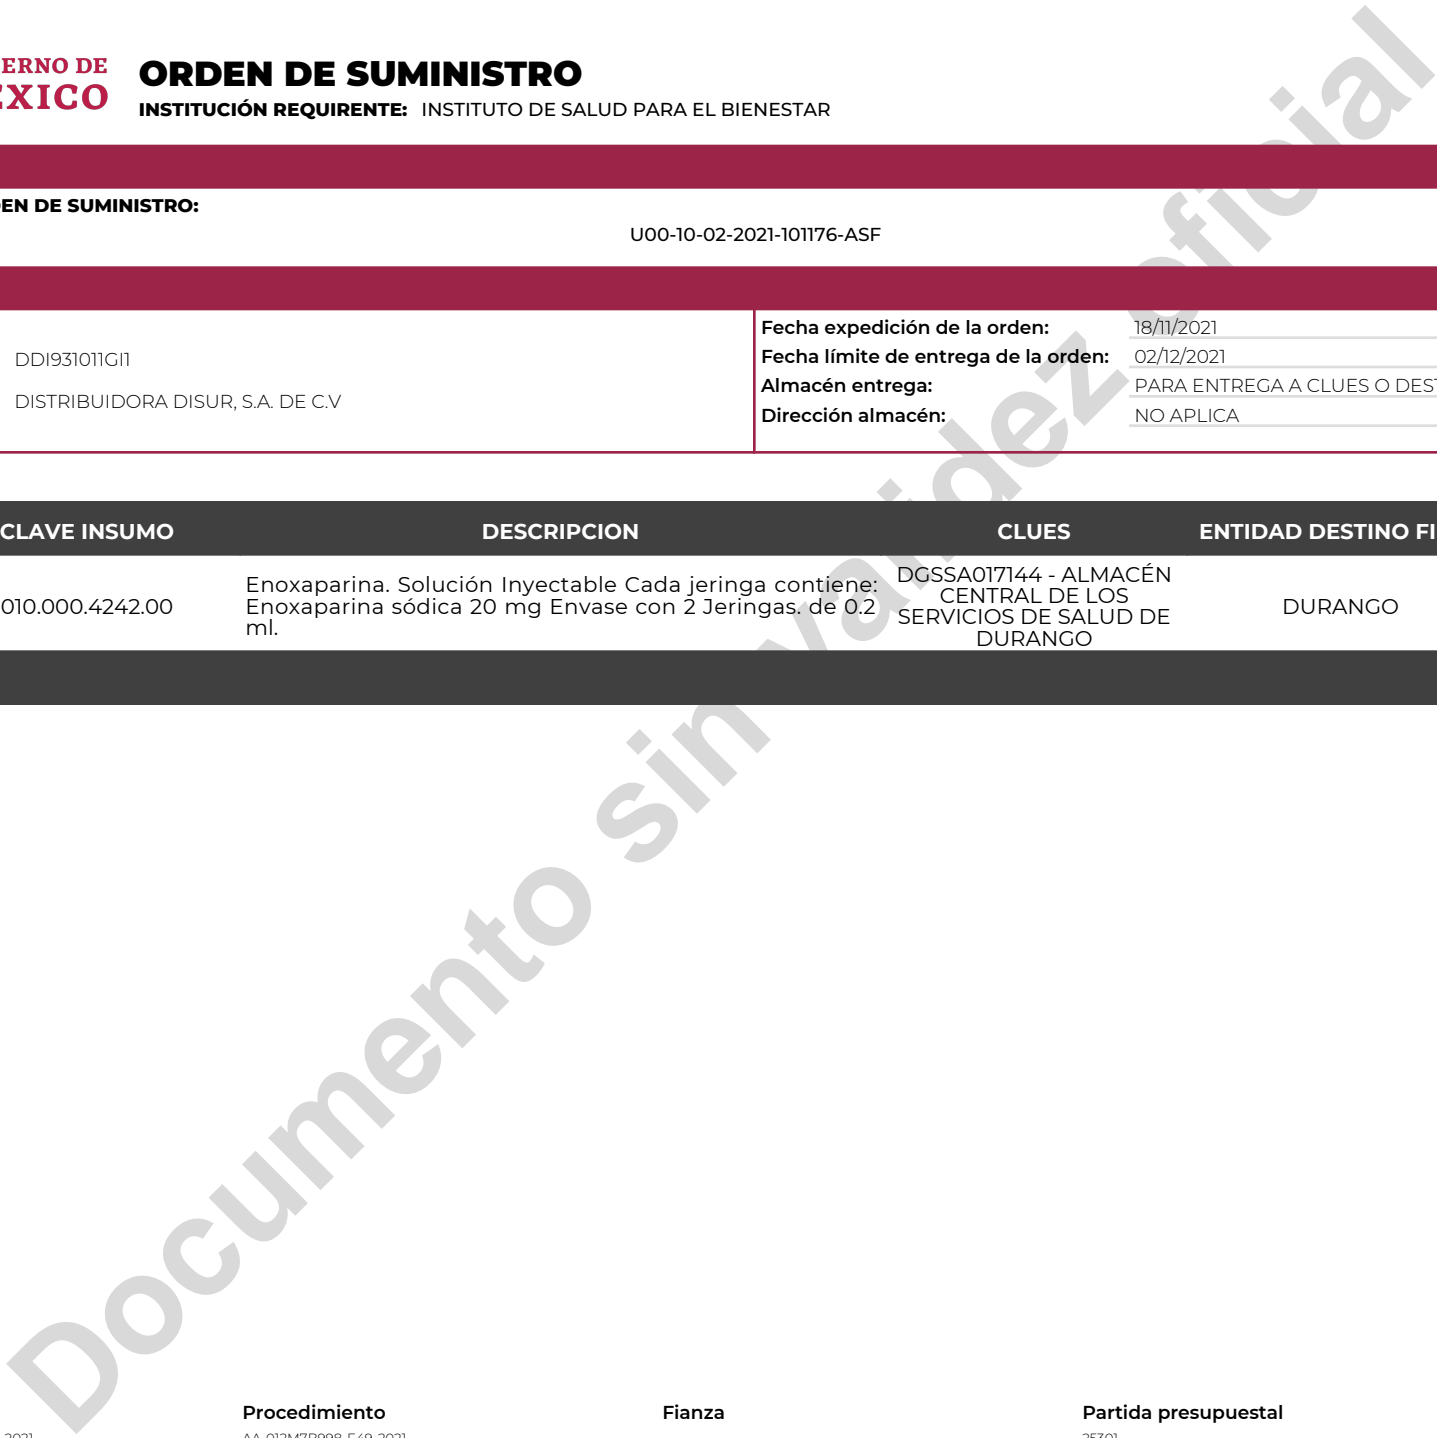 ERNO DE
EXICO
ORDEN DE SUMINISTRO
INSTITUCIÓN REQUIRENTE: INSTITUTO DE SALUD PARA EL BIENESTAR
EN DE SUMINISTRO:
U00-10-02-2021-101176-ASF
DDI931011GI1
DISTRIBUIDORA DISUR, S.A. DE C.V
Fecha expedición de la orden: 18/11/2021
Fecha límite de entrega de la orden: 02/12/2021
Almacén entrega: PARA ENTREGA A CLUES O DEST
Dirección almacén: NO APLICA
CLAVE INSUMO DESCRIPCION CLUES ENTIDAD DESTINO FI
010.000.4242.00
Enoxaparina. Solución Inyectable Cada jeringa contiene:
Enoxaparina sódica 20 mg Envase con 2 Jeringas. de 0.2
ml.
DGSSA017144 - ALMACÉN
CENTRAL DE LOS
SERVICIOS DE SALUD DE
DURANGO
DURANGO
Documento sin validez oficial
Procedimiento Fianza Partida presupuestal